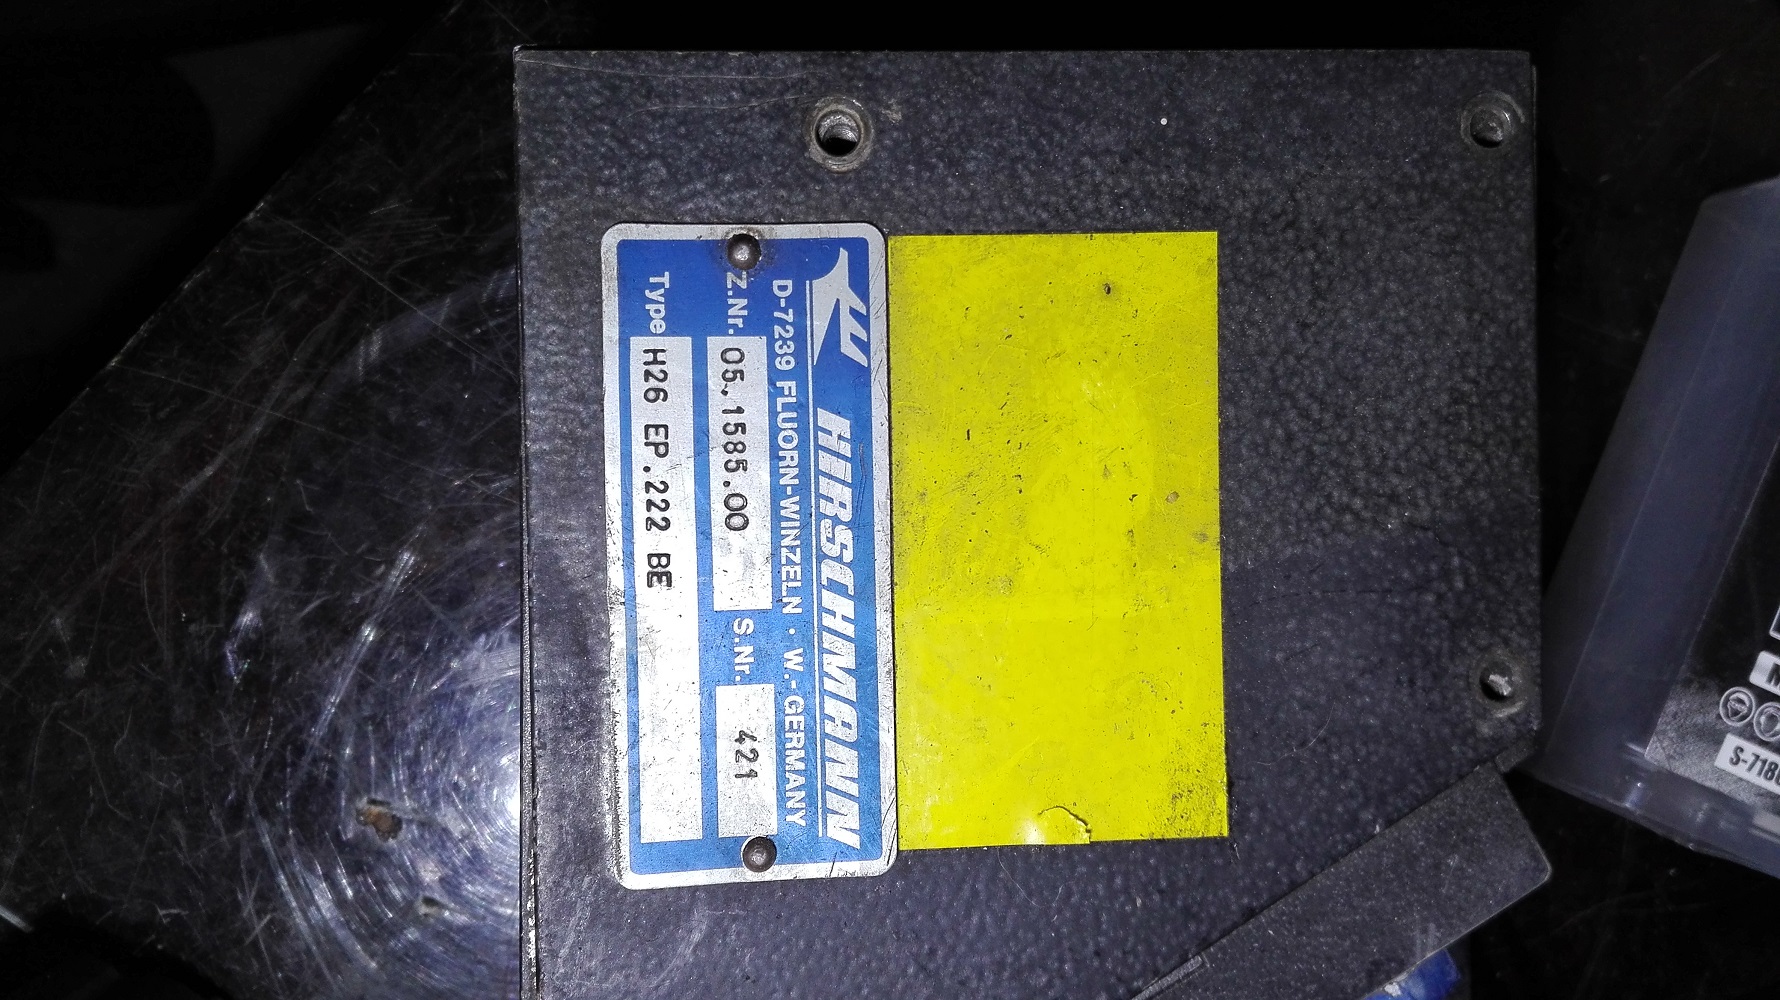 HIRSCHMANN
D-7239 FLUORN-WINZELN · W.-GERMANY
Z.Nr. 05.1585.00 S.Nr. 421
Type H26 EP.222 BE